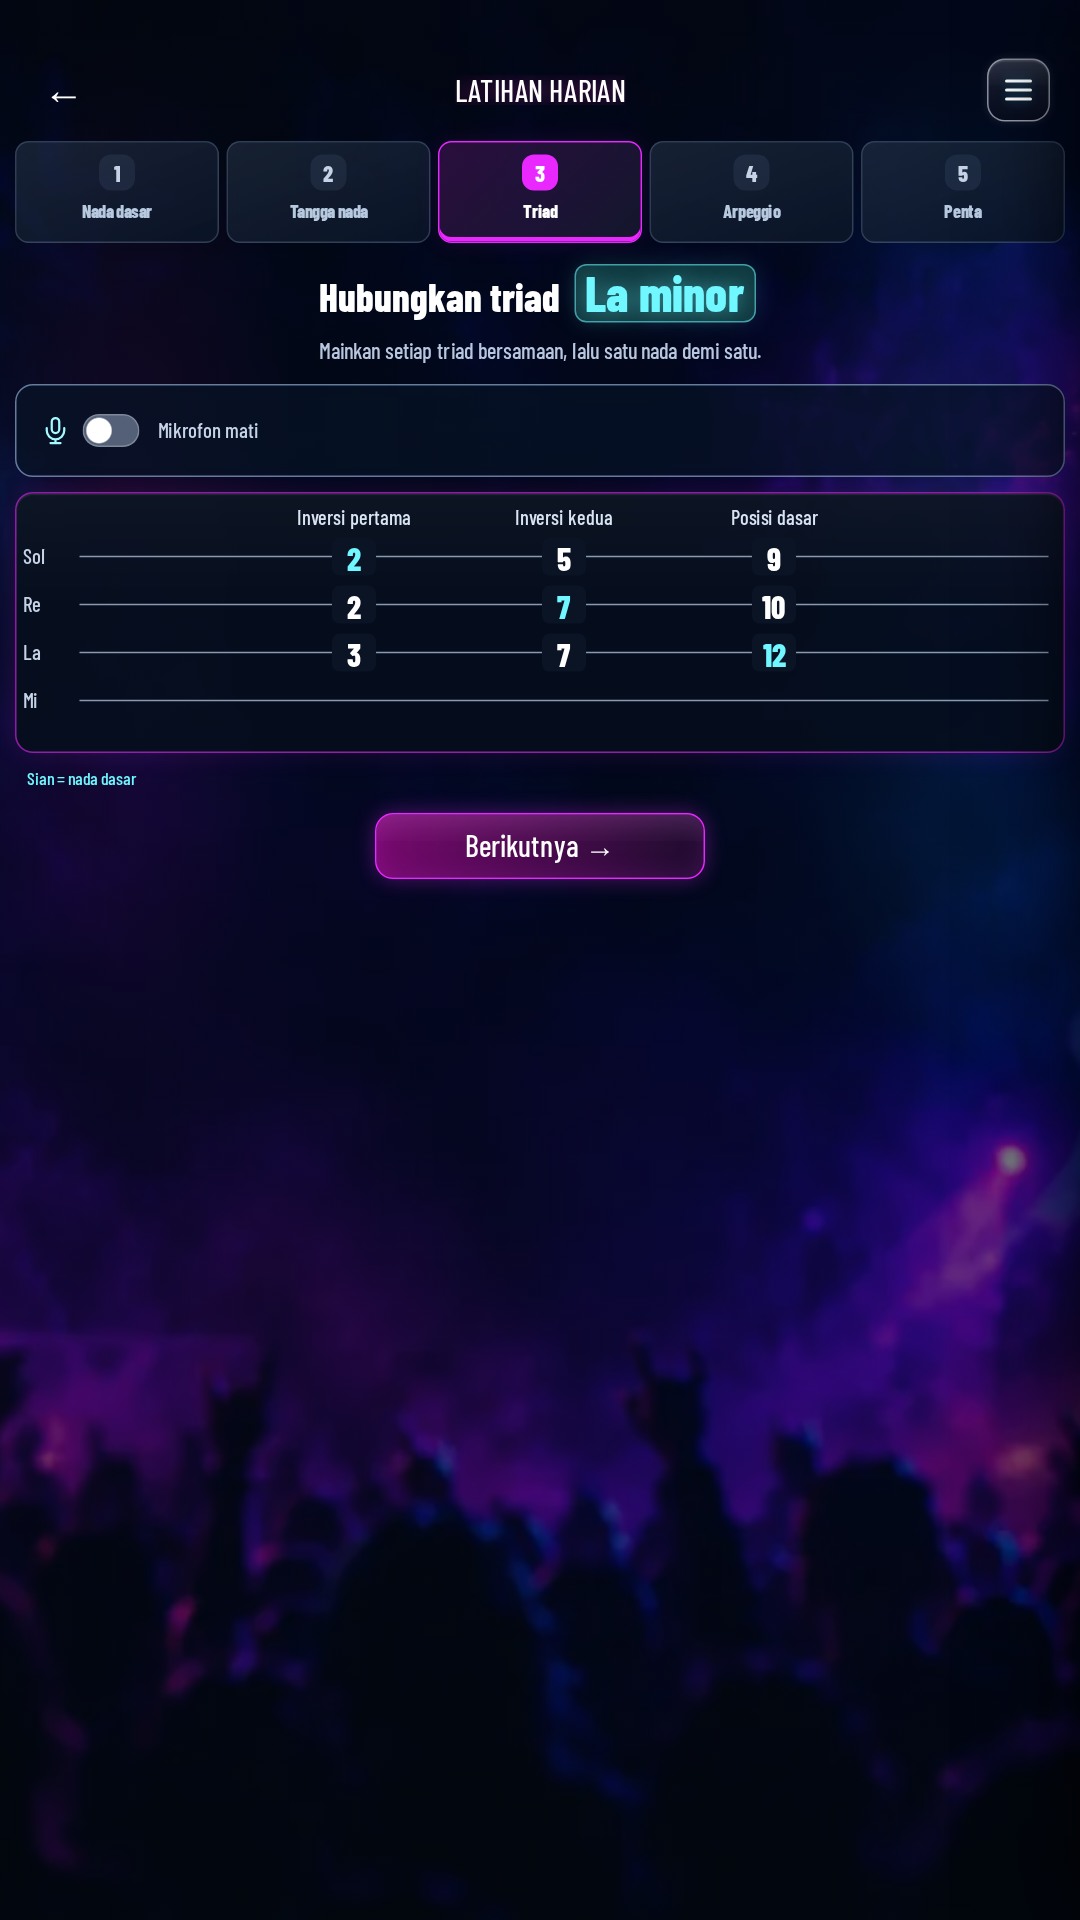 ←
LATIHAN HARIAN
1
Nada dasar
2
Tangga nada
3
Triad
4
Arpeggio
5
Penta
Hubungkan triad La minor
Mainkan setiap triad bersamaan, lalu satu nada demi satu.
Mikrofon mati
Inversi pertama Inversi kedua Posisi dasar
Sol 2 5 9
Re 2 7 10
La 3 7 12
Mi
Sian = nada dasar
Berikutnya →